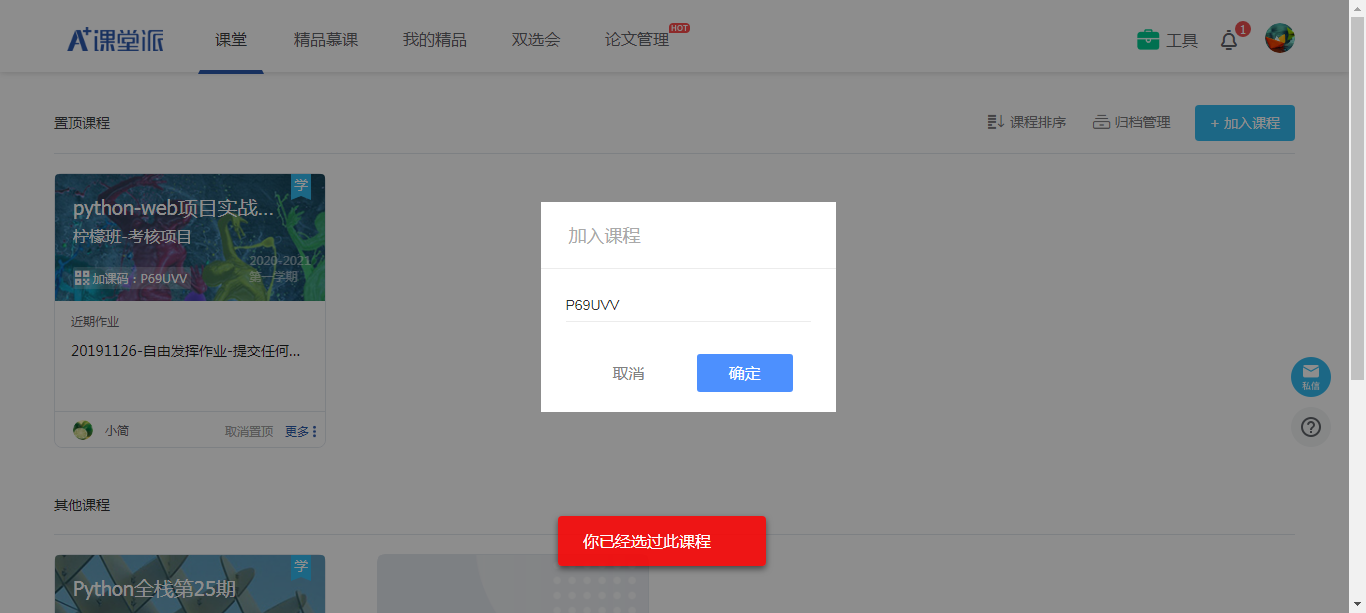 A+课堂派
课堂
精品慕课
我的精品
双选会
论文管理
HOT
工具
1
置顶课程
课程排序
归档管理
+ 加入课程
学
python-web项目实战...
柠檬班-考核项目
2020-2021
第一学期
加课码：P69UVV
近期作业
20191126-自由发挥作业-提交任何...
小简
取消置顶
更多
加入课程
P69UVV
取消
确定
私信
?
其他课程
你已经选过此课程
学
Python全栈第25期